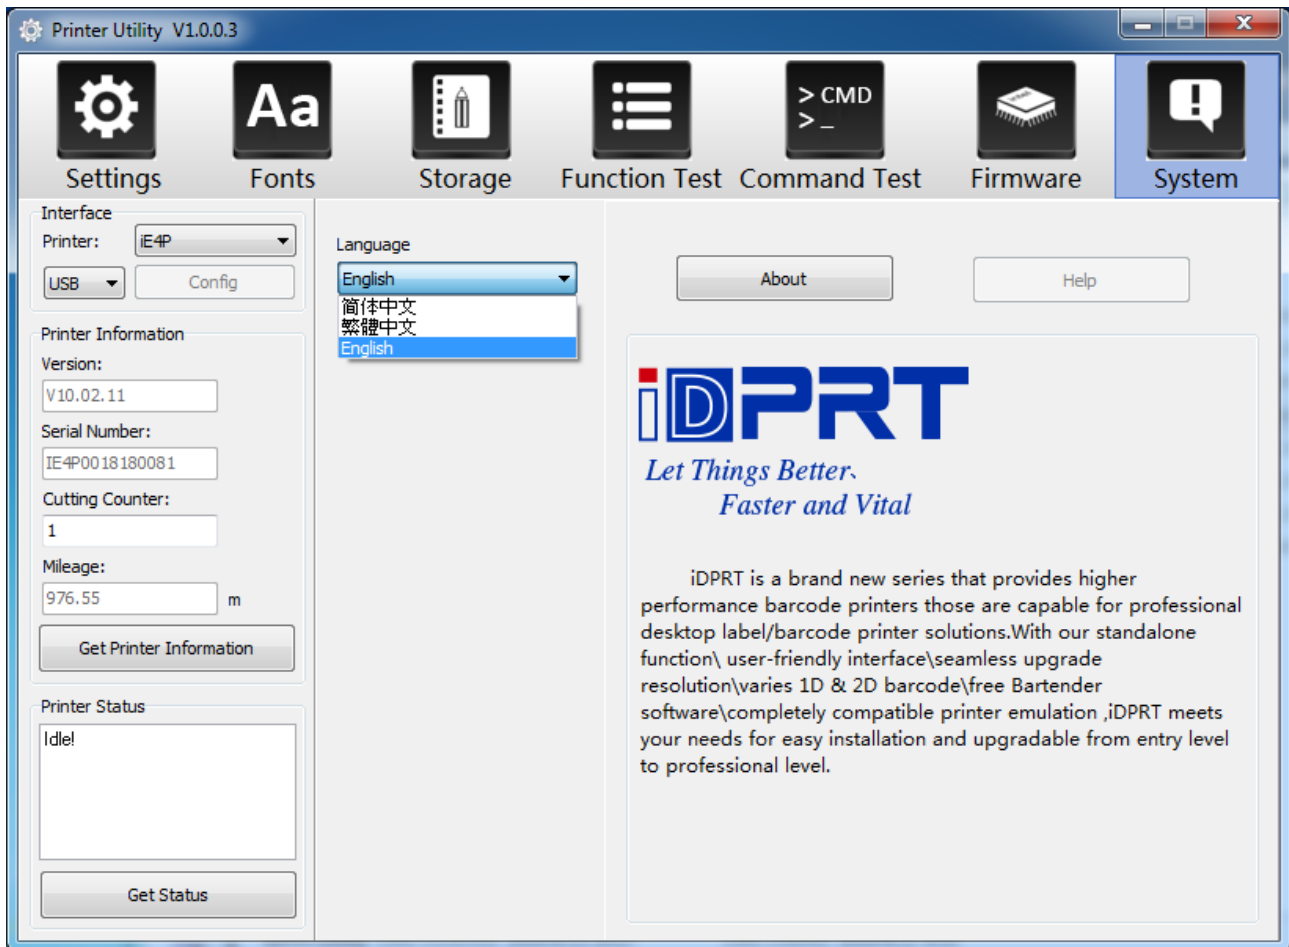 Printer Utility V1.0.0.3
Aa
> CMD
> _
Settings
Fonts
Storage
Function Test
Command Test
Firmware
System
Interface
Printer:
iE4P
USB
Config
Printer Information
Version:
V10.02.11
Serial Number:
IE4P0018180081
Cutting Counter:
1
Mileage:
976.55
m
Get Printer Information
Printer Status
Idle!
Get Status
Language
English
简体中文
繁體中文
English
About
Help
iDPRT
Let Things Better、
Faster and Vital
iDPRT is a brand new series that provides higher
performance barcode printers those are capable for professional
desktop label/barcode printer solutions.With our standalone
function\ user-friendly interface\seamless upgrade
resolution\varies 1D & 2D barcode\free Bartender
software\completely compatible printer emulation ,iDPRT meets
your needs for easy installation and upgradable from entry level
to professional level.